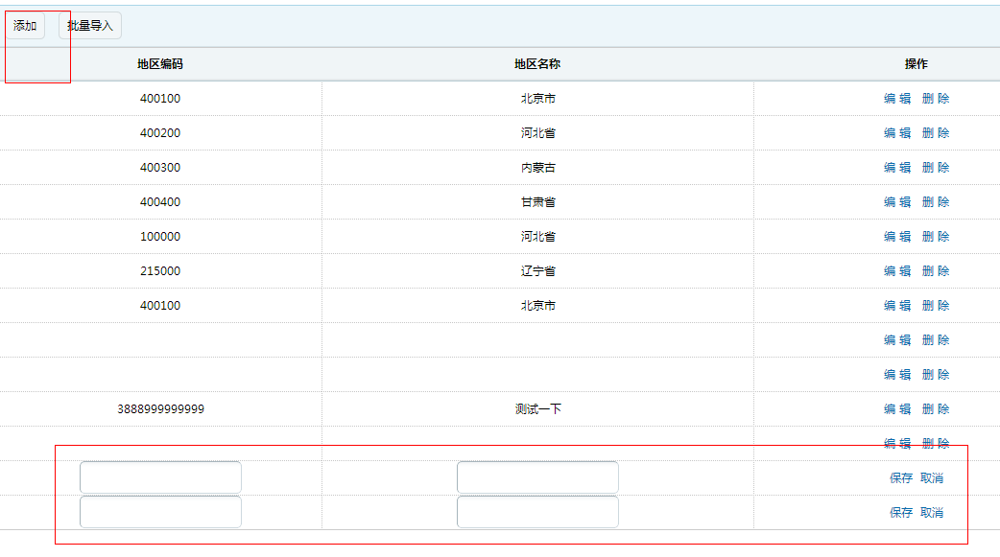 添加 批量导入
地区编码 地区名称 操作
400100 北京市 编 辑 删 除
400200 河北省 编 辑 删 除
400300 内蒙古 编 辑 删 除
400400 甘肃省 编 辑 删 除
100000 河北省 编 辑 删 除
215000 辽宁省 编 辑 删 除
400100 北京市 编 辑 删 除
编 辑 删 除
编 辑 删 除
3888999999999 测试一下 编 辑 删 除
编 辑 删 除
保存 取消
保存 取消